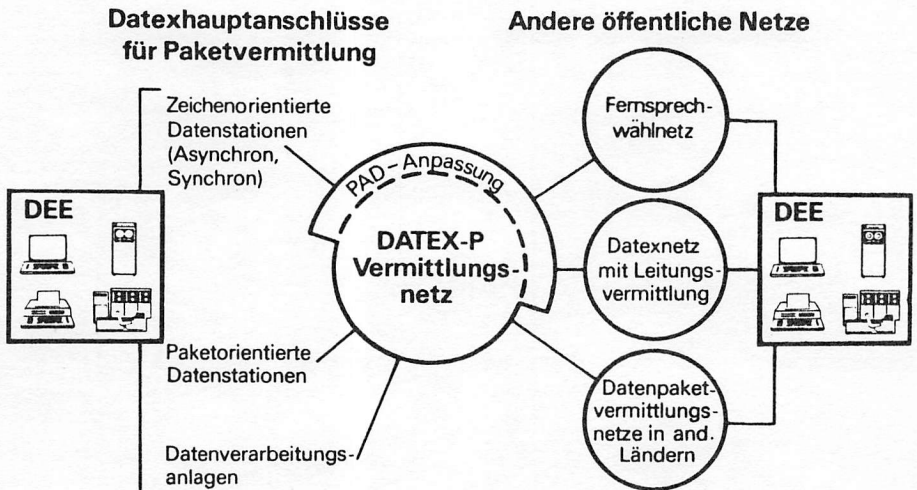 Datexhauptanschlüsse
für Paketvermittlung
Andere öffentliche Netze
Zeichenorientierte
Datenstationen
(Asynchron,
Synchron)
DEE
Paketorientierte
Datenstationen
Datenverarbeitungs-
anlagen
PAD-Anpassung
DATEX-P
Vermittlungs-
netz
Fernsprech-
wählnetz
Datexnetz
mit Leitungs-
vermittlung
Datenpaket-
vermittlungs-
netze in and.
Ländern
DEE